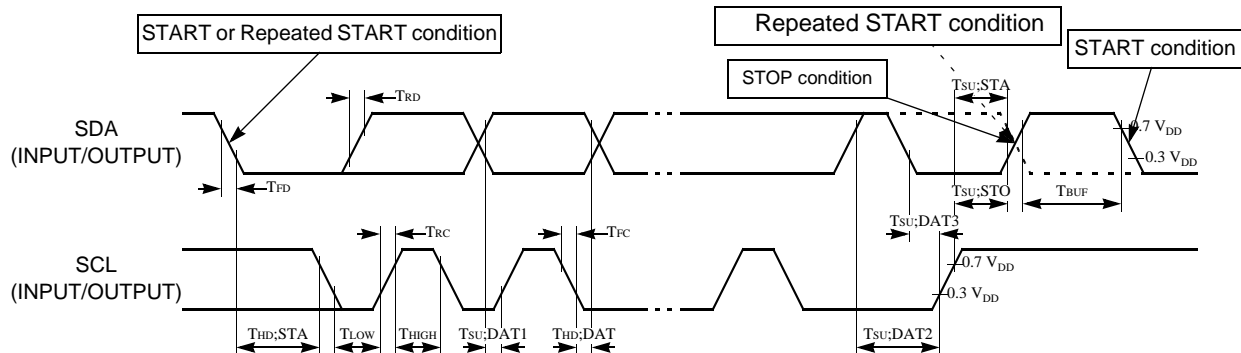 START or Repeated START condition
Repeated START condition
START condition
STOP condition
TSU;STA
TRD
SDA
(INPUT/OUTPUT)
0.7 VDD
0.3 VDD
TFD
TSU;STO
TBUF
TSU;DAT3
TRC
TFC
SCL
(INPUT/OUTPUT)
0.7 VDD
0.3 VDD
THD;STA
TLOW
THIGH
TSU;DAT1
THD;DAT
TSU;DAT2